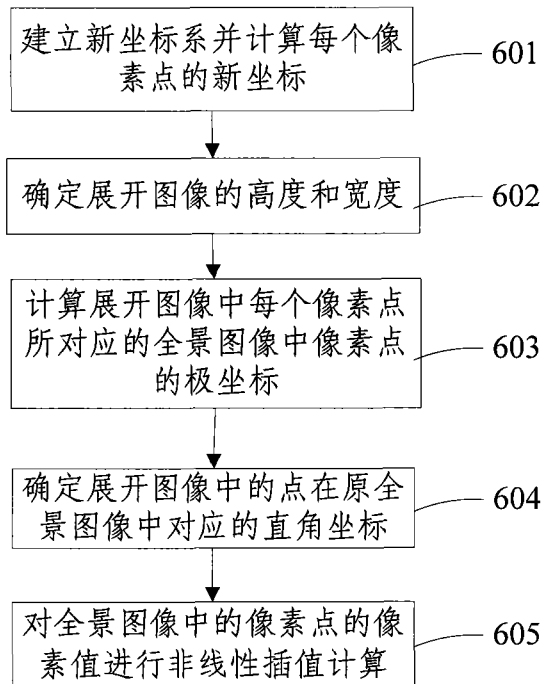 建立新坐标系并计算每个像
素点的新坐标
601
确定展开图像的高度和宽度
602
计算展开图像中每个像素点
所对应的全景图像中像素点
的极坐标
603
确定展开图像中的点在原全
景图像中对应的直角坐标
604
对全景图像中的像素点的像
素值进行非线性插值计算
605